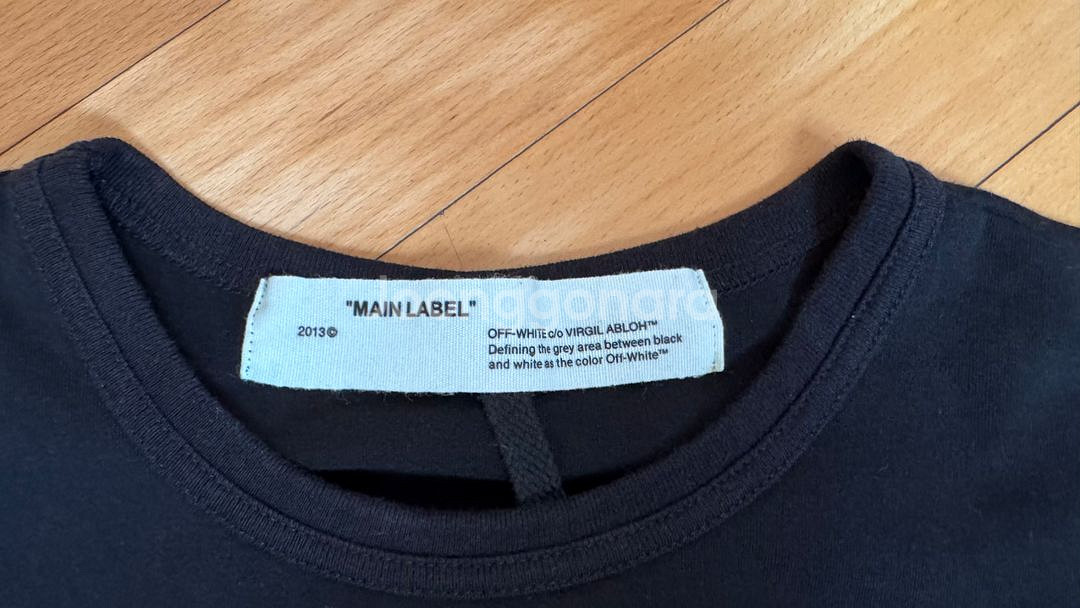 "MAIN LABEL"
2013©
OFF-WHITE c/o VIRGIL ABLOH™
Defining the grey area between black
and white as the color Off-White™